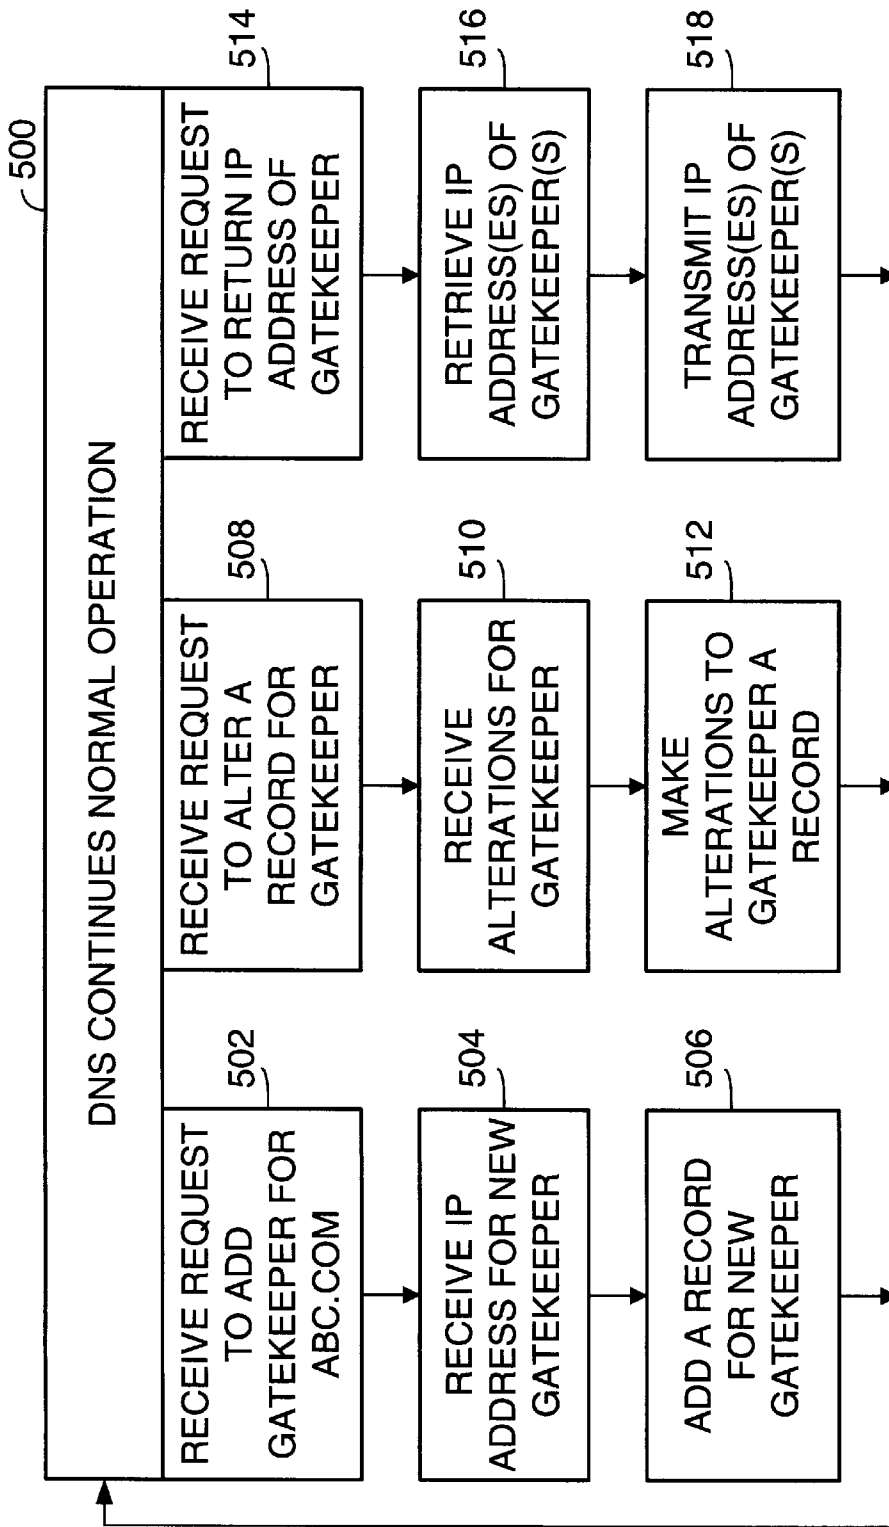 500
DNS CONTINUES NORMAL OPERATION
502
RECEIVE REQUEST
TO ADD
GATEKEEPER FOR
ABC.COM
504
RECEIVE IP
ADDRESS FOR NEW
GATEKEEPER
506
ADD A RECORD
FOR NEW
GATEKEEPER
508
RECEIVE REQUEST
TO ALTER A
RECORD FOR
GATEKEEPER
510
RECEIVE
ALTERATIONS FOR
GATEKEEPER
512
MAKE
ALTERATIONS TO
GATEKEEPER A
RECORD
514
RECEIVE REQUEST
TO RETURN IP
ADDRESS OF
GATEKEEPER
516
RETRIEVE IP
ADDRESS(ES) OF
GATEKEEPER(S)
518
TRANSMIT IP
ADDRESS(ES) OF
GATEKEEPER(S)